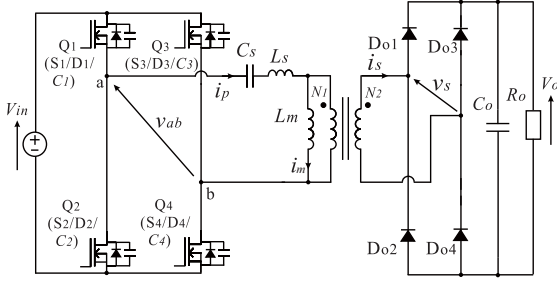 Q1
(S1/D1/
C1)
Q3
(S3/D3/C3)
Cs
Ls
Do1
Do3
is
vs
a
ip
N1
N2
Lm
Co
Ro
Vo
Vin
vab
im
b
Q2
(S2/D2/
C2)
Q4
(S4/D4/
C4)
Do2
Do4